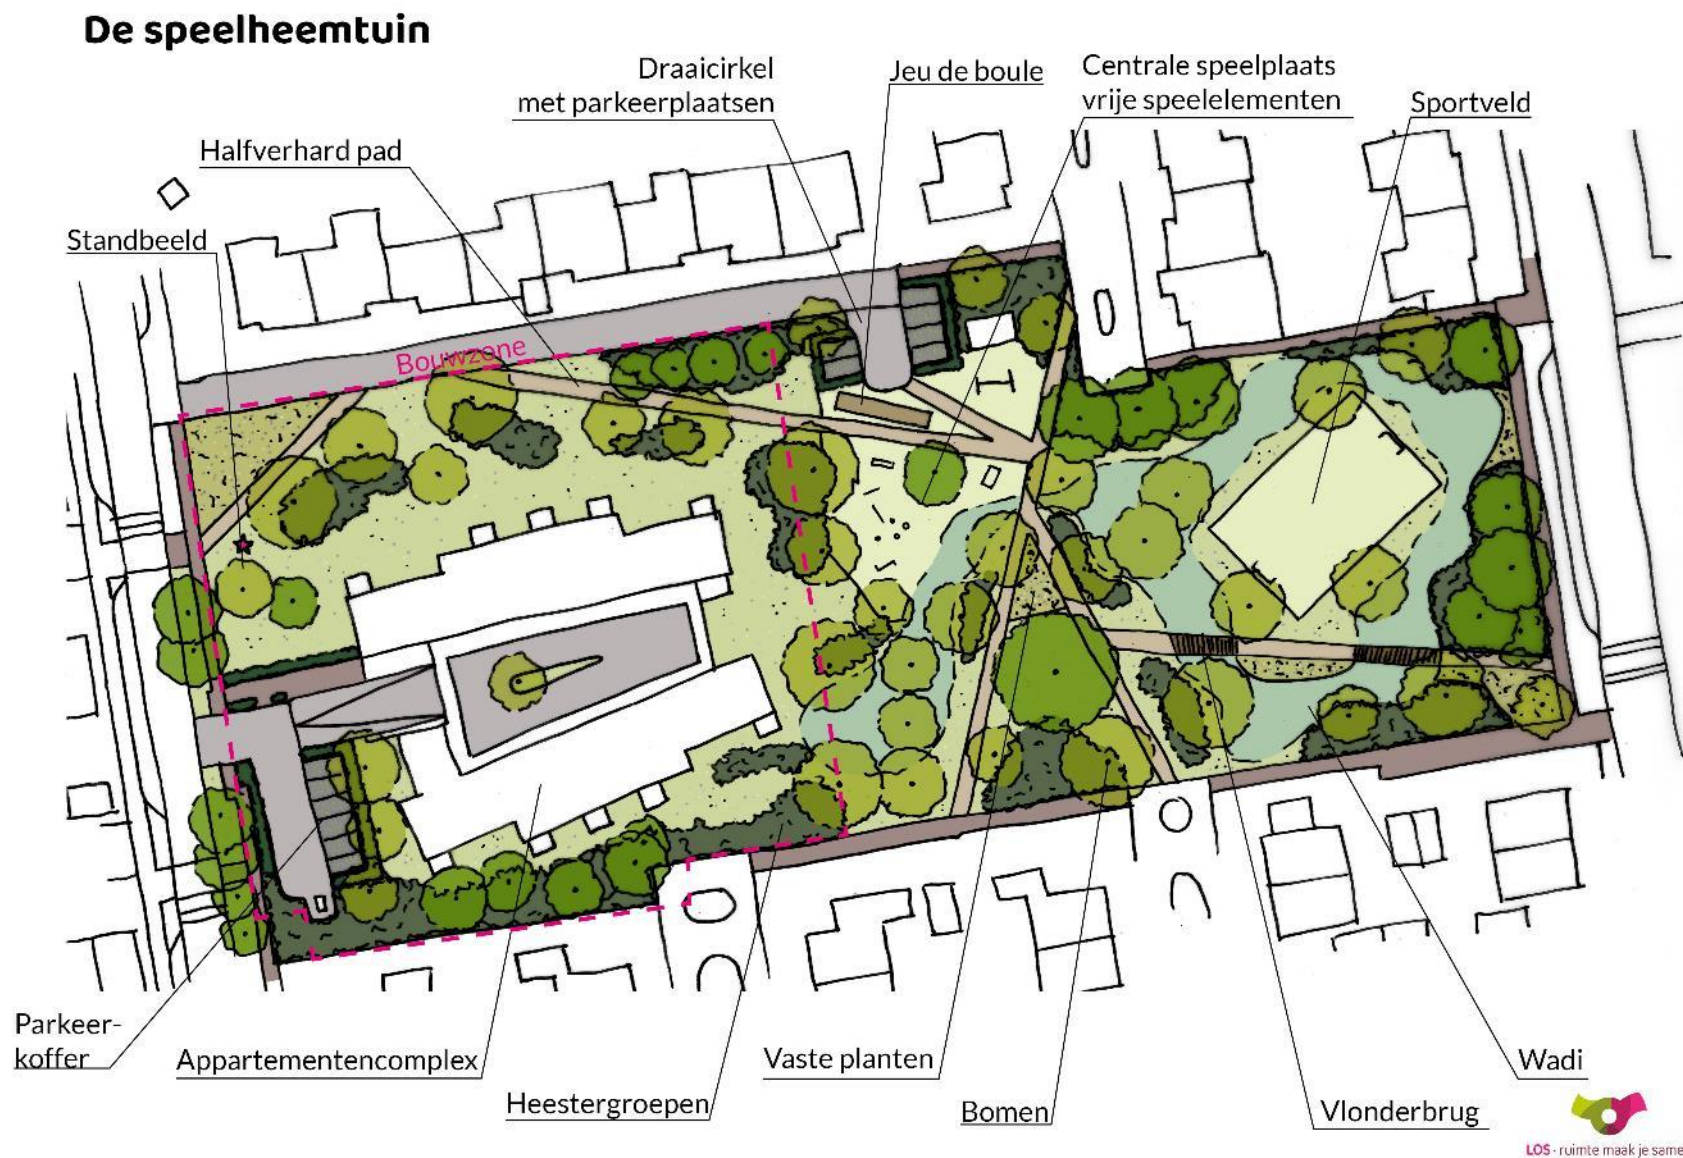 De speelheemtuin
Draaicirkel
met parkeerplaatsen
Jeu de boule
Centrale speelplaats
vrije speelelementen
Sportveld
Halfverhard pad
Standbeeld
Bouwzone
Parkeer-
koffer
Appartementencomplex
Heestergroepen
Vaste planten
Bomen
Vlonderbrug
Wadi
LOS - ruimte maak je same